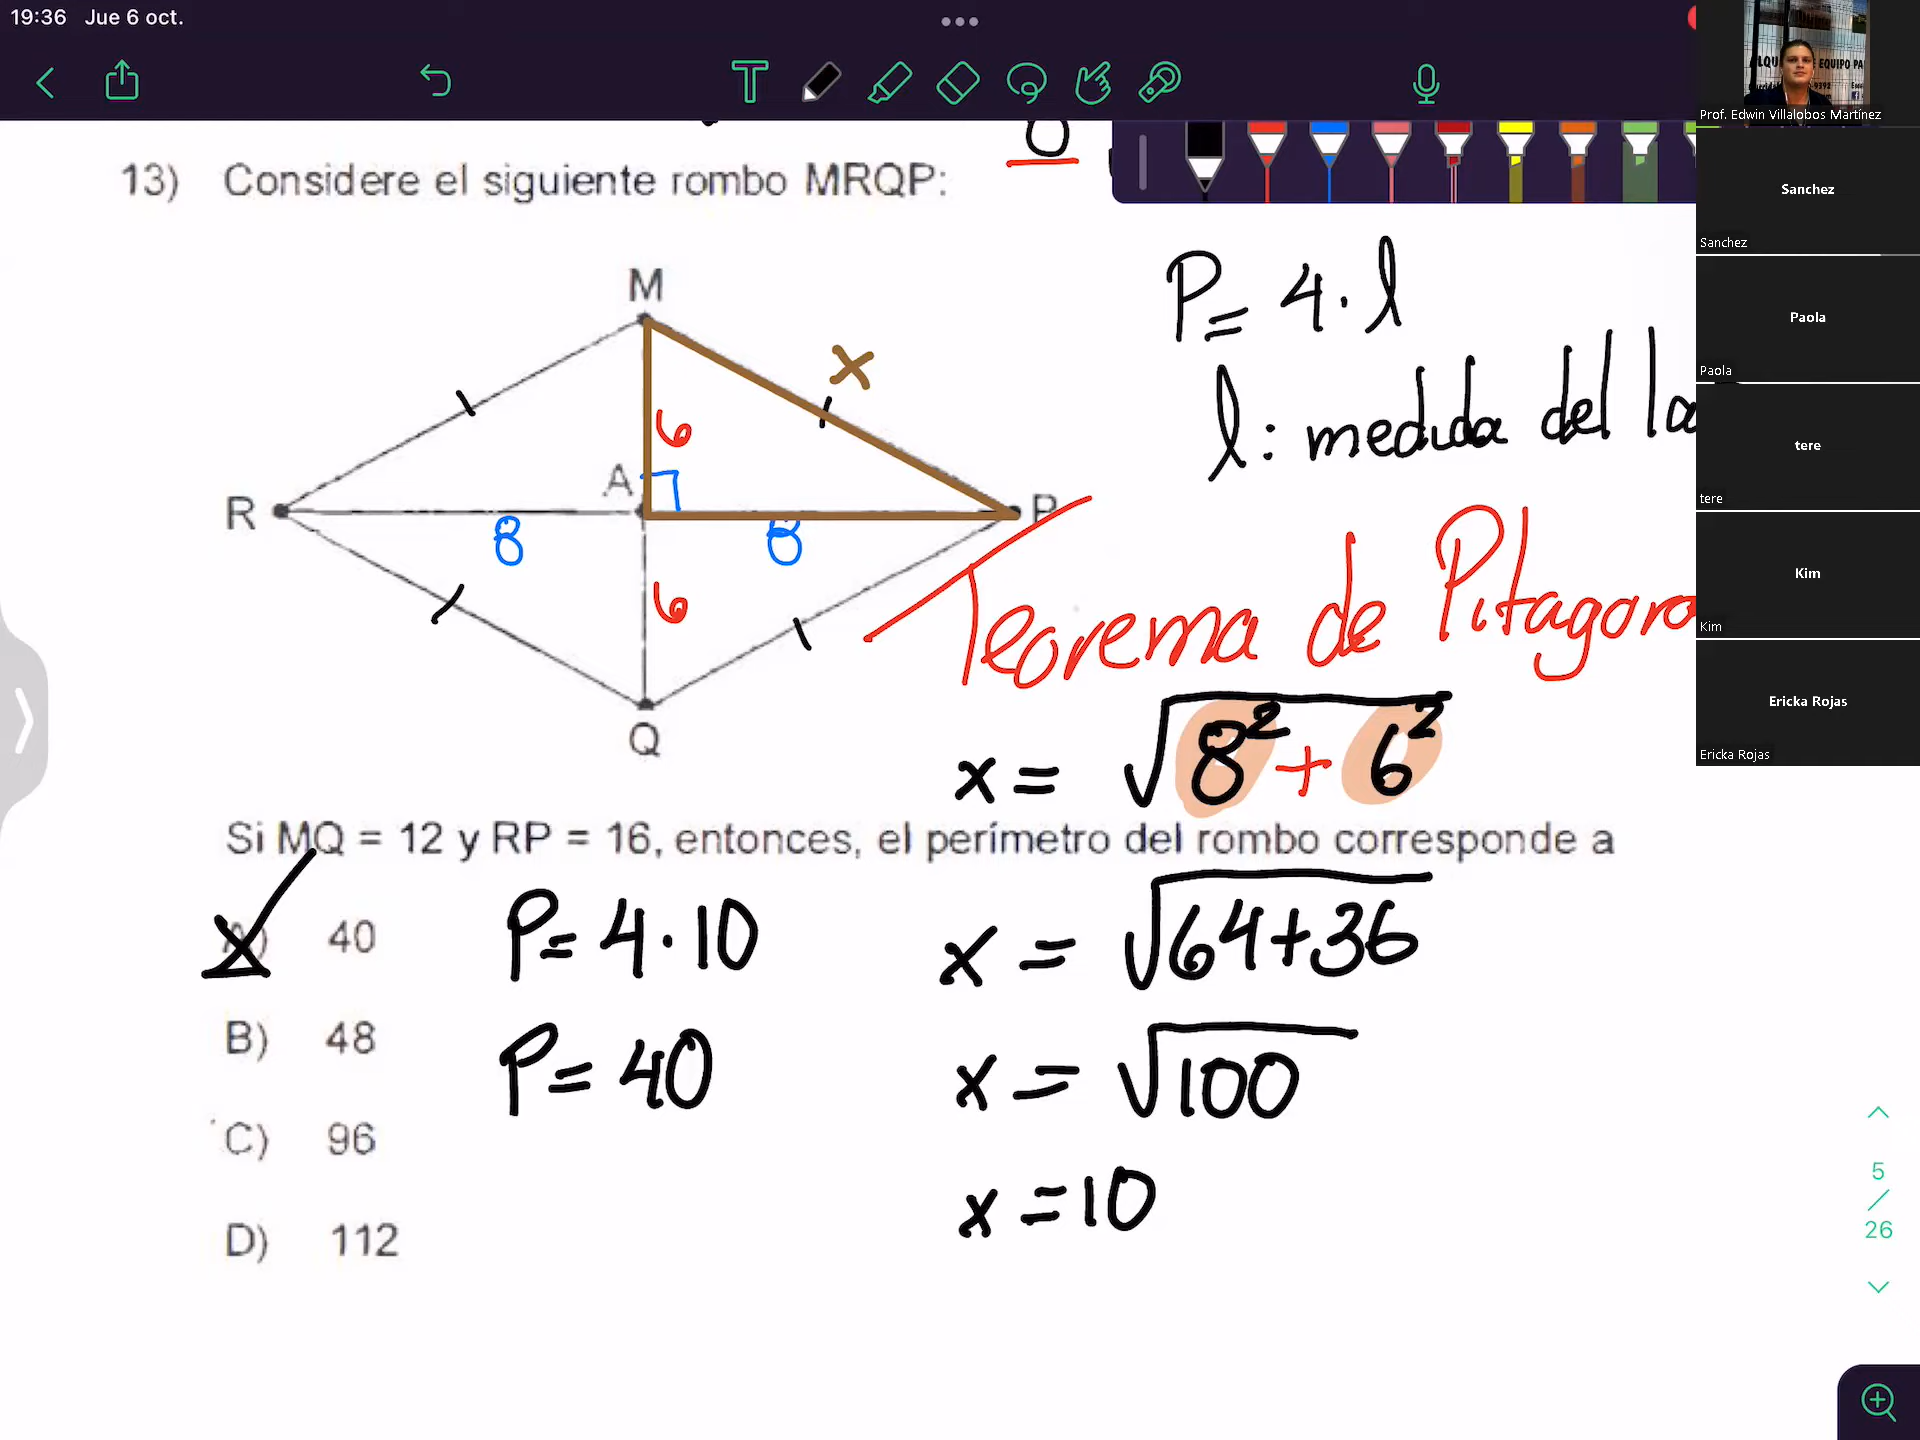 19:36 Jue 6 oct.
EQUIPO PA
Prof. Edwin Villalobos Martínez
Sanchez
Sanchez
Paola
Paola
tere
tere
Kim
Kim
Ericka Rojas
Ericka Rojas
13) Considere el siguiente rombo MRQP:
M
x
6
A
R
P
8
8
6
Q
P = 4 · l
l : medida del la
Teorema de Pitagora
x = √8² + 6²
Si MQ = 12 y RP = 16, entonces, el perímetro del rombo corresponde a
A) 40
P = 4 · 10
x = √64+36
B) 48
P = 40
x = √100
C) 96
x = 10
D) 112
5
/
26